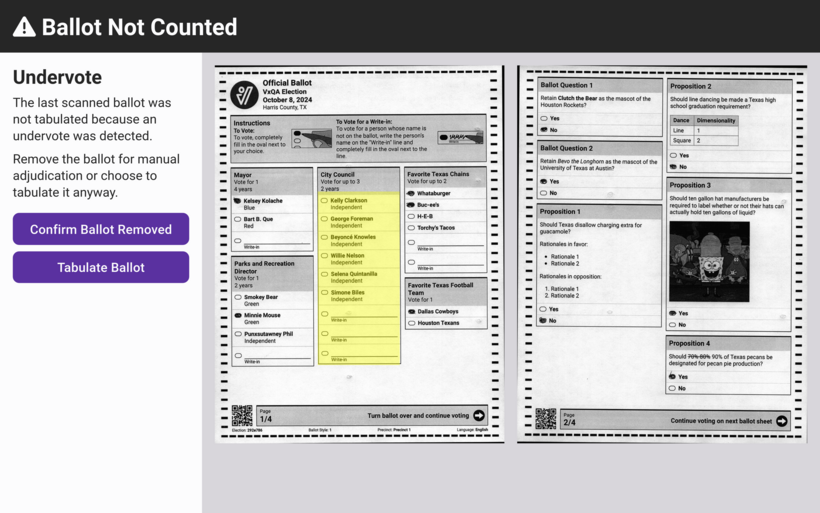 Ballot Not Counted
Undervote
The last scanned ballot was
not tabulated because an
undervote was detected.
Remove the ballot for manual
adjudication or choose to
tabulate it anyway.
Confirm Ballot Removed
Tabulate Ballot
Official Ballot
VxQA Election
October 8, 2024
Harris County, TX
Instructions
To Vote:
To vote, completely
fill in the oval next to
your choice.
To Vote for a Write-in:
To vote for a person whose name is
not on the ballot, write the person's
name on the "Write-in" line and
completely fill in the oval next to the
line.
Mayor
Vote for 1
4 years
Kelsey Kolache
Blue
Bart B. Que
Red
Write-in
Parks and Recreation
Director
Vote for 1
2 years
Smokey Bear
Green
Minnie Mouse
Green
Punxsutawney Phil
Independent
Write-in
City Council
Vote for up to 3
2 years
Kelly Clarkson
Independent
George Foreman
Independent
Beyoncé Knowles
Independent
Willie Nelson
Independent
Selena Quintanilla
Independent
Simone Biles
Independent
Write-in
Write-in
Write-in
Favorite Texas Chains
Vote for up to 2
Whataburger
Buc-ee's
H-E-B
Torchy's Tacos
Write-in
Write-in
Favorite Texas Football
Team
Vote for 1
Dallas Cowboys
Houston Texans
Page
1/4
Turn ballot over and continue voting
Ballot Style: 1
Precinct: Precinct 1
Language: English
Ballot Question 1
Retain Clutch the Bear as the mascot of the
Houston Rockets?
Yes
No
Ballot Question 2
Retain Bevo the Longhorn as the mascot of the
University of Texas at Austin?
Yes
No
Proposition 1
Should Texas disallow charging extra for
guacamole?
Rationales in favor:
• Rationale 1
• Rationale 2
Rationales in opposition:
1. Rationale 1
2. Rationale 2
Yes
No
Proposition 2
Should line dancing be made a Texas high
school graduation requirement?
Dance Dimensionality
Line 1
Square 2
Yes
No
Proposition 3
Should ten gallon hat manufacturers be
required to label whether or not their hats can
actually hold ten gallons of liquid?
Yes
No
Proposition 4
Should 70% 80% 90% of Texas pecans be
designated for pecan pie production?
Yes
No
Page
2/4
Continue voting on next ballot sheet